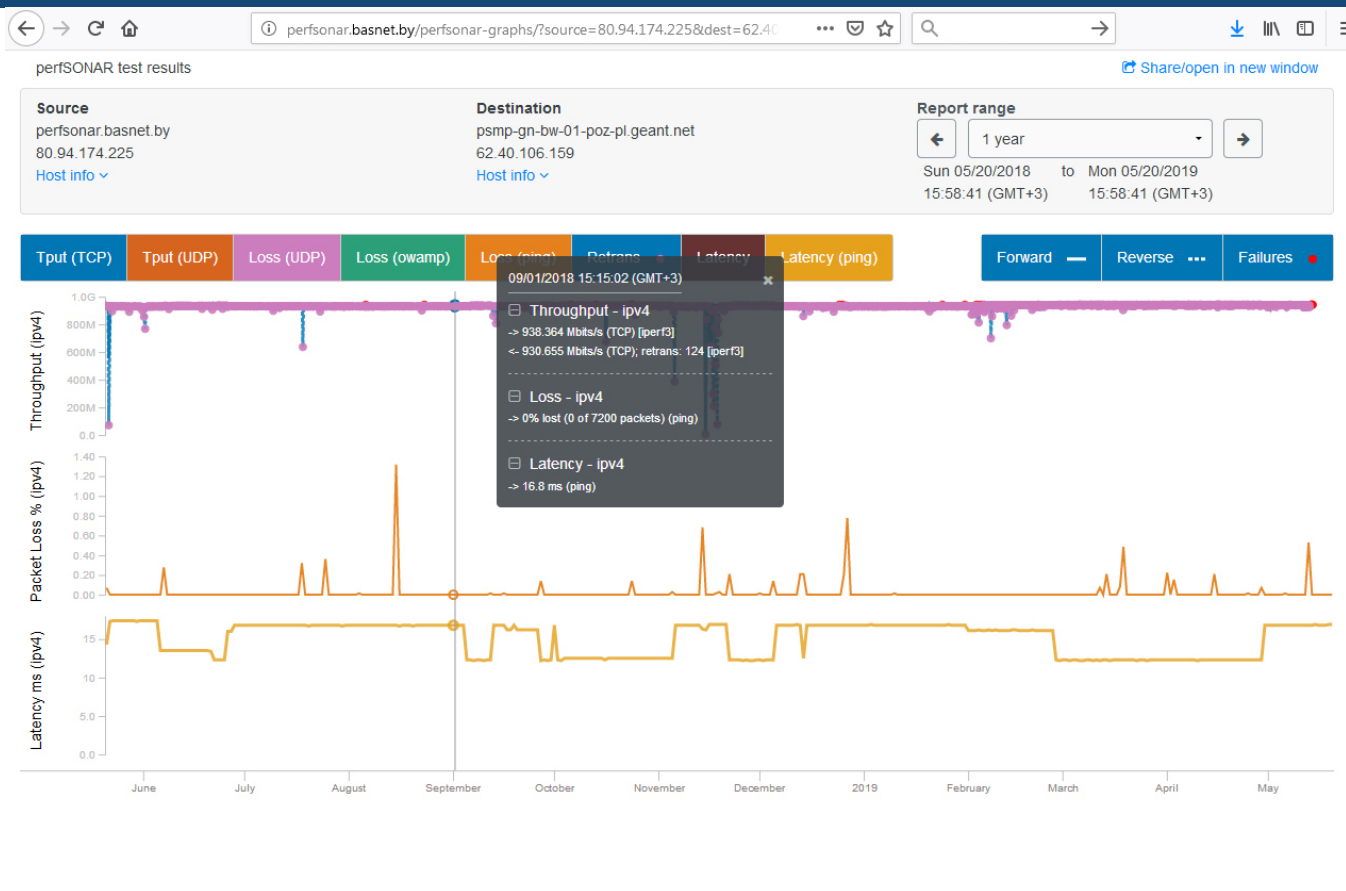 perfsonar.basnet.by/perfsonar-graphs/?source=80.94.174.225&dest=62.40
perfSONAR test results
Share/open in new window
Source
perfsonar.basnet.by
80.94.174.225
Host info
Destination
psmp-gn-bw-01-poz-pl.geant.net
62.40.106.159
Host info
Report range
1 year
Sun 05/20/2018 to Mon 05/20/2019
15:58:41 (GMT+3) 15:58:41 (GMT+3)
Tput (TCP) Tput (UDP) Loss (UDP) Loss (owamp) Loss (ping) Retrans Latency Latency (ping)
Forward Reverse Failures
09/01/2018 15:15:02 (GMT+3)
Throughput - ipv4
-> 938.364 Mbits/s (TCP) [iperf3]
<- 930.655 Mbits/s (TCP); retrans: 124 [iperf3]
Loss - ipv4
-> 0% lost (0 of 7200 packets) (ping)
Latency - ipv4
-> 16.8 ms (ping)
Throughput (ipv4)
1.0G
800M
600M
400M
200M
0.0
Packet Loss % (ipv4)
1.40
1.20
1.00
0.80
0.60
0.40
0.20
0.00
Latency ms (ipv4)
15
10
5.0
0.0
June July August September October November December 2019 February March April May